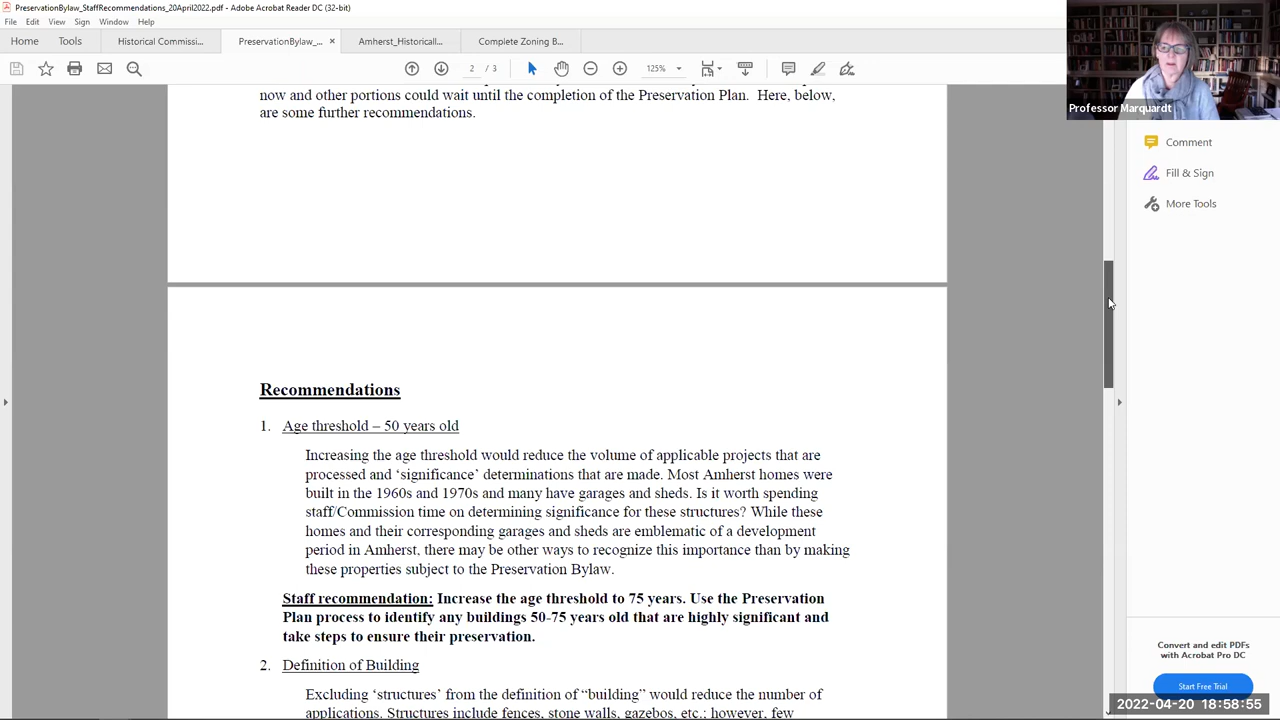 PreservationBylaw_StaffRecommendations_20April2022.pdf - Adobe Acrobat Reader DC (32-bit)
File Edit View Sign Window Help
Home Tools Historical Commissi... PreservationBylaw_... × Amherst_Historicall... Complete Zoning B...
2 / 3 125%
Professor Marquardt
now and other portions could wait until the completion of the Preservation Plan. Here, below,
are some further recommendations.
Comment
Fill & Sign
More Tools
Recommendations
1. Age threshold – 50 years old
Increasing the age threshold would reduce the volume of applicable projects that are
processed and ‘significance’ determinations that are made. Most Amherst homes were
built in the 1960s and 1970s and many have garages and sheds. Is it worth spending
staff/Commission time on determining significance for these structures? While these
homes and their corresponding garages and sheds are emblematic of a development
period in Amherst, there may be other ways to recognize this importance than by making
these properties subject to the Preservation Bylaw.
Staff recommendation: Increase the age threshold to 75 years. Use the Preservation
Plan process to identify any buildings 50-75 years old that are highly significant and
take steps to ensure their preservation.
2. Definition of Building
Excluding ‘structures’ from the definition of “building” would reduce the number of
applications. Structures include fences, stone walls, gazebos, etc.; however, few
Convert and edit PDFs
with Acrobat Pro DC
Start Free Trial
2022-04-20 18:58:55